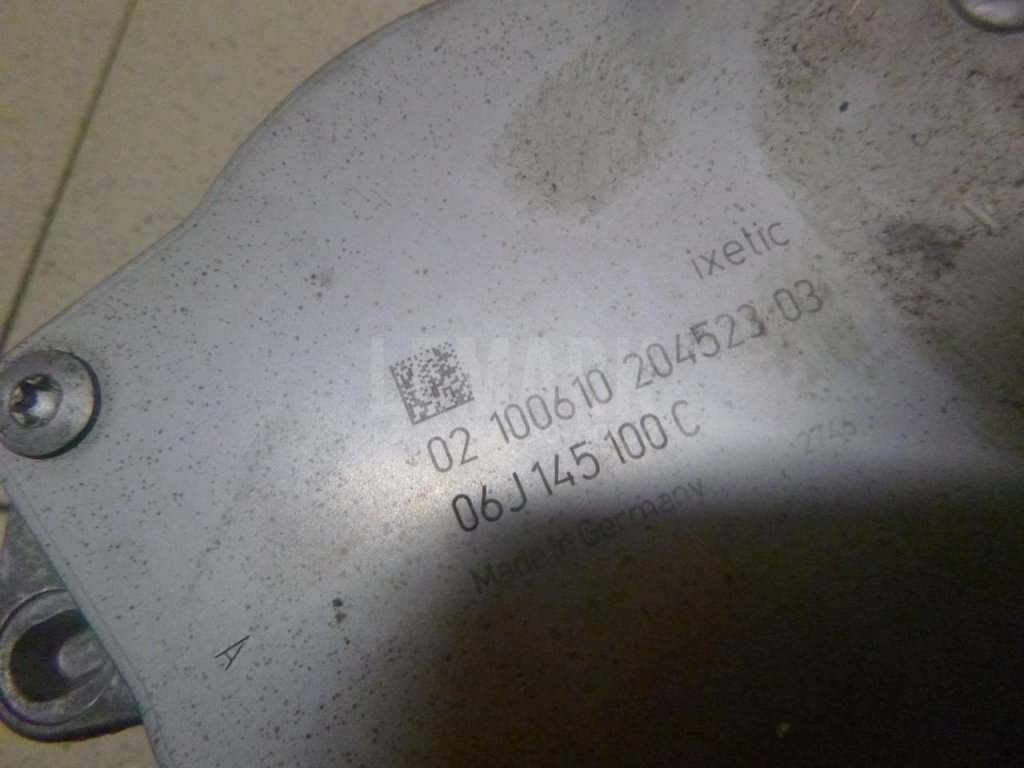 ixetic
02 100610 204523 03
06J 145 100 C
2745
Made in Germany
A